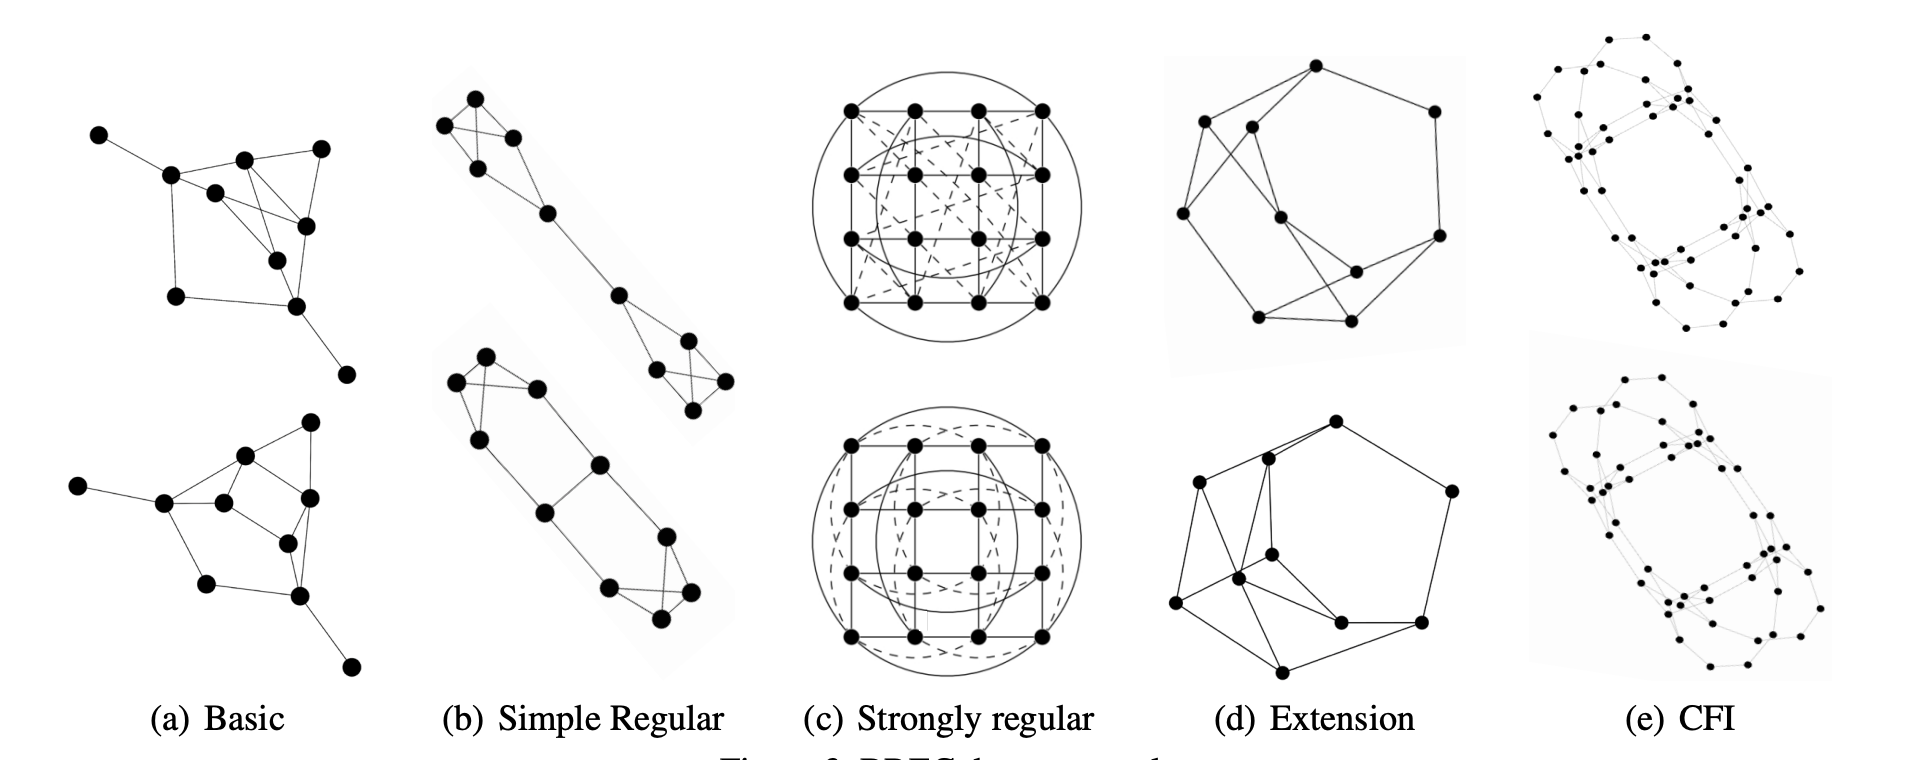 (a) Basic (b) Simple Regular (c) Strongly regular (d) Extension (e) CFI